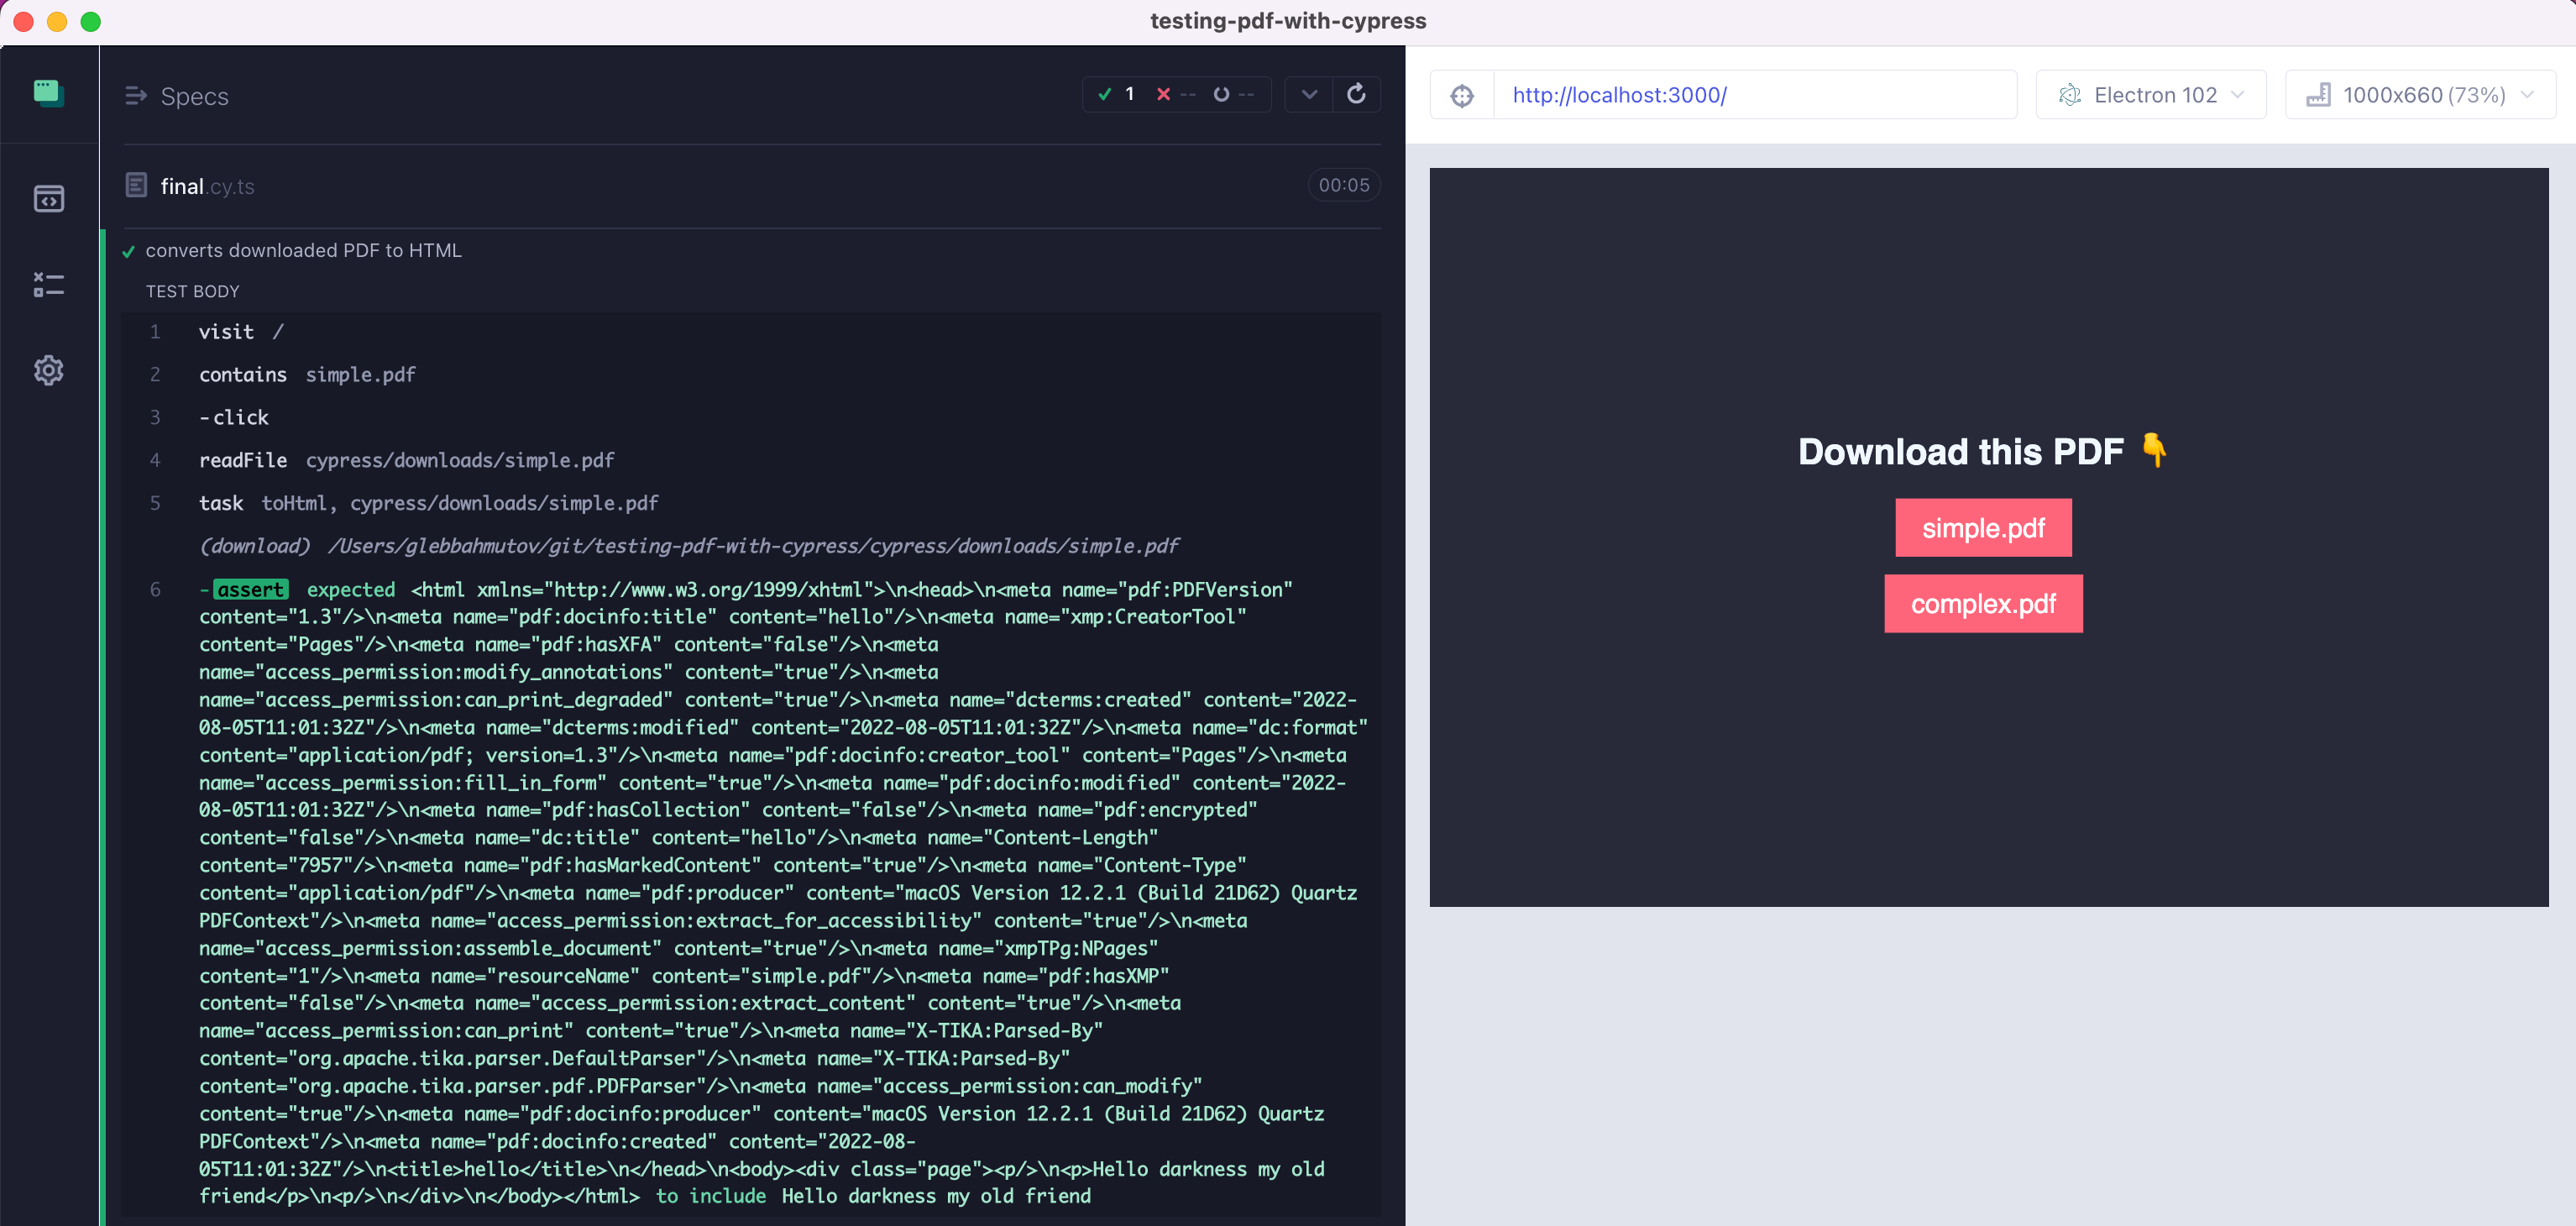 testing-pdf-with-cypress
Specs
1 -- --
http://localhost:3000/
Electron 102
1000x660 (73%)
final.cy.ts
00:05
converts downloaded PDF to HTML
TEST BODY
1 visit /
2 contains simple.pdf
3 -click
4 readFile cypress/downloads/simple.pdf
5 task toHtml, cypress/downloads/simple.pdf
(download) /Users/glebbahmutov/git/testing-pdf-with-cypress/cypress/downloads/simple.pdf
6 -assert expected <html xmlns="http://www.w3.org/1999/xhtml">\n<head>\n<meta name="pdf:PDFVersion"
content="1.3"/>\n<meta name="pdf:docinfo:title" content="hello"/>\n<meta name="xmp:CreatorTool"
content="Pages"/>\n<meta name="pdf:hasXFA" content="false"/>\n<meta
name="access_permission:modify_annotations" content="true"/>\n<meta
name="access_permission:can_print_degraded" content="true"/>\n<meta name="dcterms:created" content="2022-
08-05T11:01:32Z"/>\n<meta name="dcterms:modified" content="2022-08-05T11:01:32Z"/>\n<meta name="dc:format"
content="application/pdf; version=1.3"/>\n<meta name="pdf:docinfo:creator_tool" content="Pages"/>\n<meta
name="access_permission:fill_in_form" content="true"/>\n<meta name="pdf:docinfo:modified" content="2022-
08-05T11:01:32Z"/>\n<meta name="pdf:hasCollection" content="false"/>\n<meta name="pdf:encrypted"
content="false"/>\n<meta name="dc:title" content="hello"/>\n<meta name="Content-Length"
content="7957"/>\n<meta name="pdf:hasMarkedContent" content="true"/>\n<meta name="Content-Type"
content="application/pdf"/>\n<meta name="pdf:producer" content="macOS Version 12.2.1 (Build 21D62) Quartz
PDFContext"/>\n<meta name="access_permission:extract_for_accessibility" content="true"/>\n<meta
name="access_permission:assemble_document" content="true"/>\n<meta name="xmpTPg:NPages"
content="1"/>\n<meta name="resourceName" content="simple.pdf"/>\n<meta name="pdf:hasXMP"
content="false"/>\n<meta name="access_permission:extract_content" content="true"/>\n<meta
name="access_permission:can_print" content="true"/>\n<meta name="X-TIKA:Parsed-By"
content="org.apache.tika.parser.DefaultParser"/>\n<meta name="X-TIKA:Parsed-By"
content="org.apache.tika.parser.pdf.PDFParser"/>\n<meta name="access_permission:can_modify"
content="true"/>\n<meta name="pdf:docinfo:producer" content="macOS Version 12.2.1 (Build 21D62) Quartz
PDFContext"/>\n<meta name="pdf:docinfo:created" content="2022-08-
05T11:01:32Z"/>\n<title>hello</title>\n</head>\n<body><div class="page"><p/>\n<p>Hello darkness my old
friend</p>\n<p/>\n</div>\n</body></html> to include Hello darkness my old friend
Download this PDF 👇
simple.pdf
complex.pdf